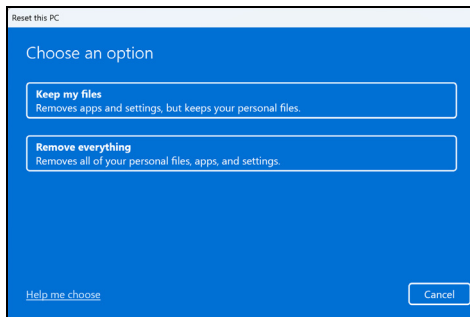 Reset this PC
Choose an option
Keep my files
Removes apps and settings, but keeps your personal files.
Remove everything
Removes all of your personal files, apps, and settings.
Help me choose
Cancel